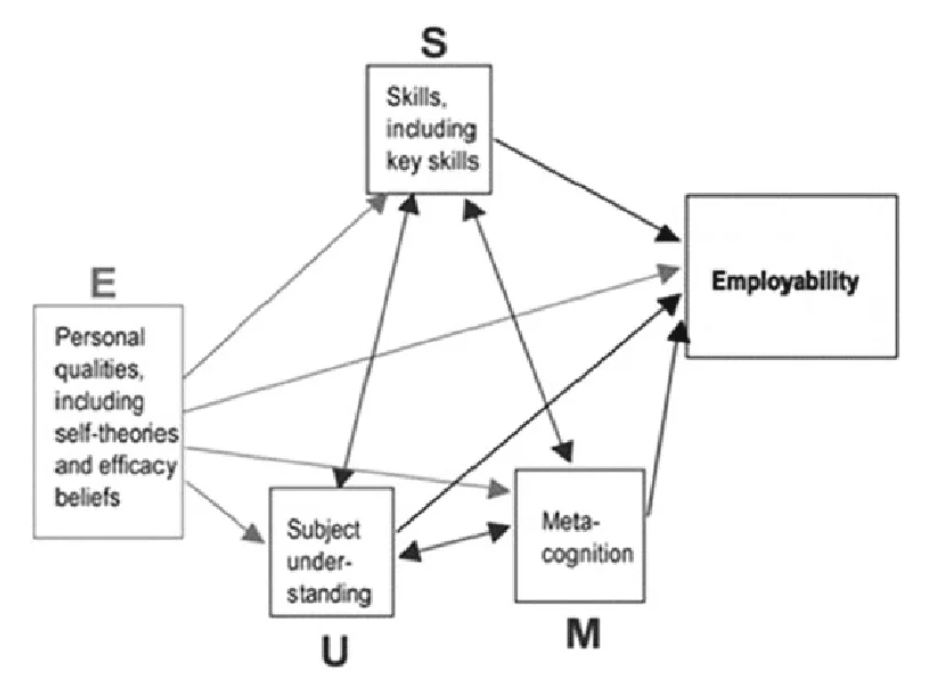 S
Skills,
including
key skills
E
Personal
qualities,
including
self-theories
and efficacy
beliefs
Employability
Subject
under-
standing
U
Meta-
cognition
M